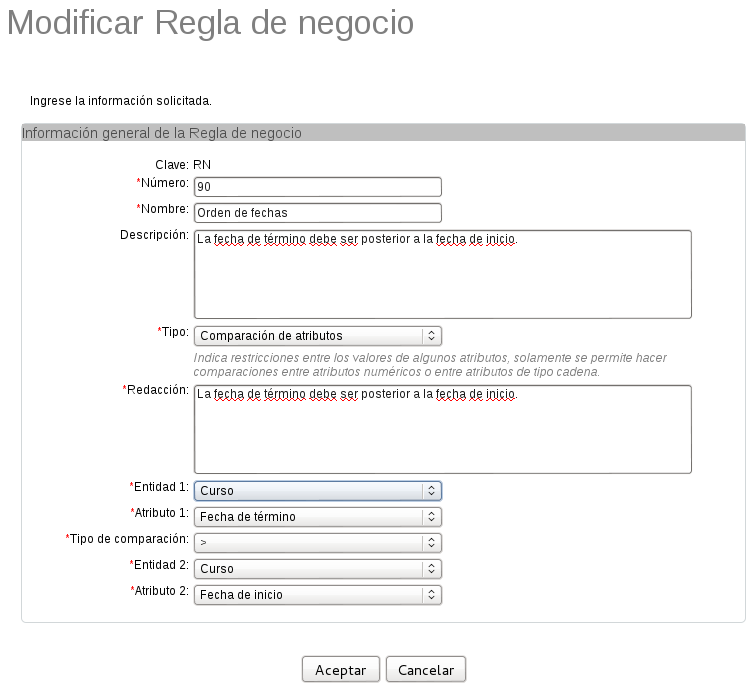 Modificar Regla de negocio
Ingrese la información solicitada.
Información general de la Regla de negocio
Clave: RN
*Número: 90
*Nombre: Orden de fechas
Descripción: La fecha de término debe ser posterior a la fecha de inicio.
*Tipo: Comparación de atributos
Indica restricciones entre los valores de algunos atributos, solamente se permite hacer
comparaciones entre atributos numéricos o entre atributos de tipo cadena.
*Redacción: La fecha de término debe ser posterior a la fecha de inicio.
*Entidad 1: Curso
*Atributo 1: Fecha de término
*Tipo de comparación: >
*Entidad 2: Curso
*Atributo 2: Fecha de inicio
Aceptar Cancelar